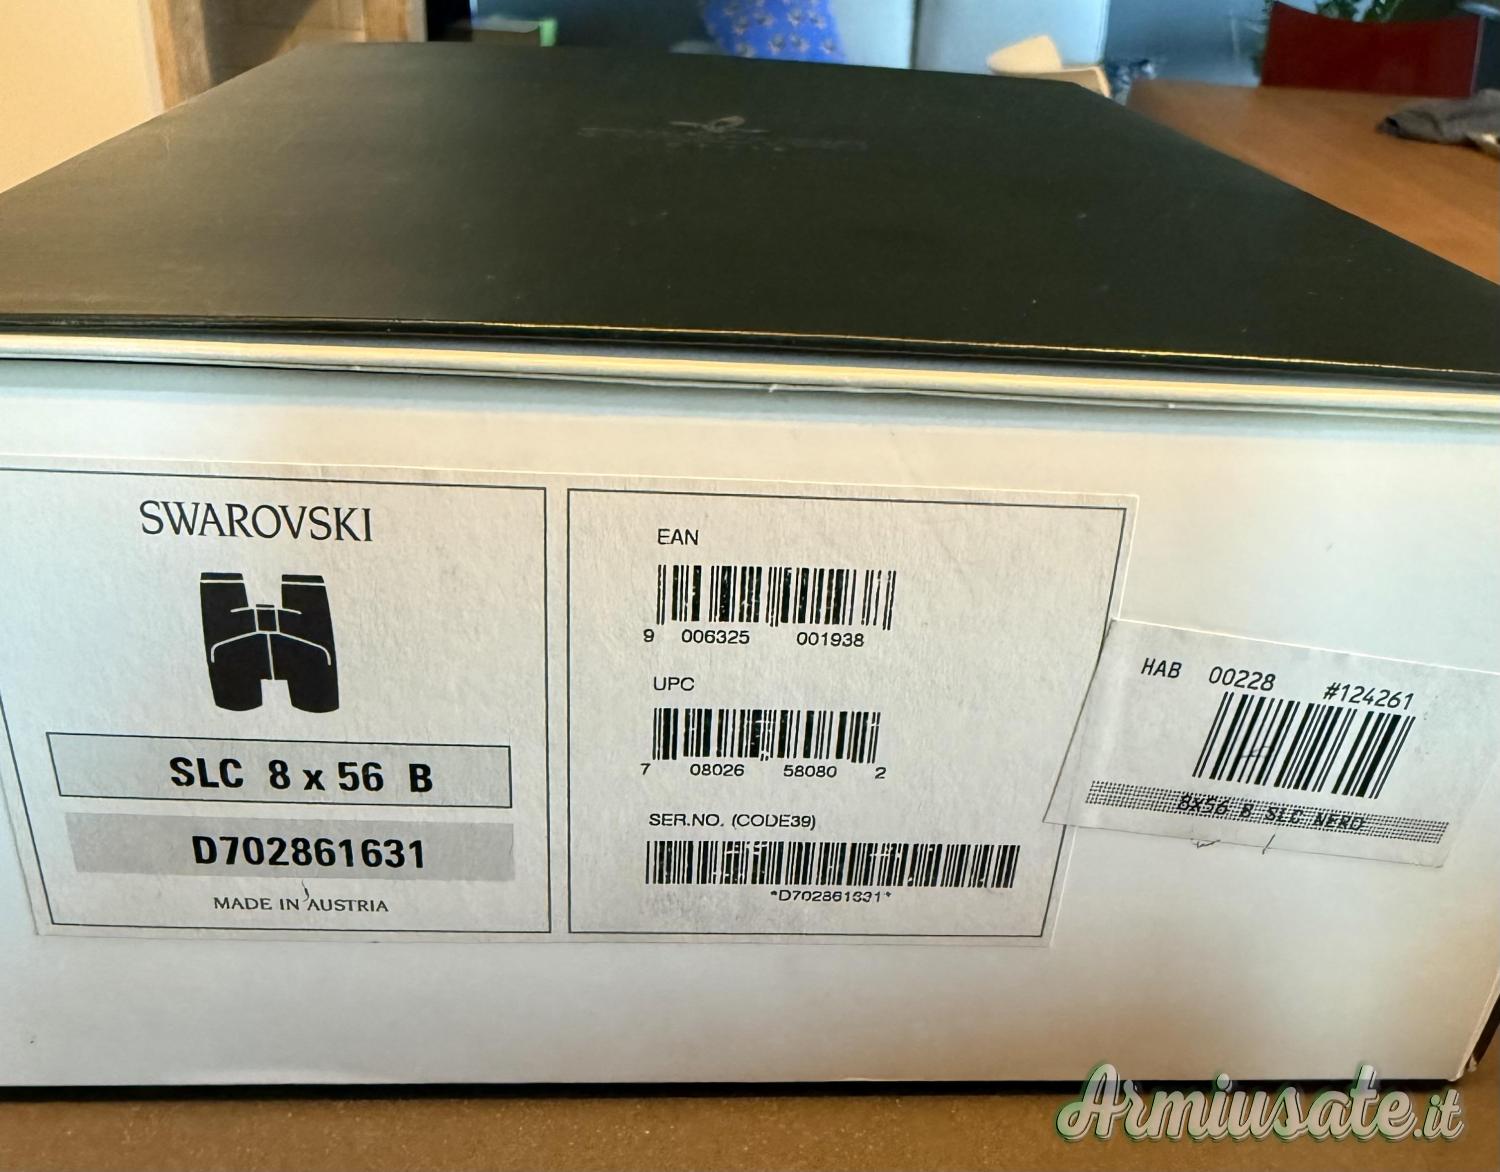 SWAROVSKI
SLC 8 x 56 B
D702861631
MADE IN AUSTRIA
EAN
9 006325 001938
UPC
7 08026 58080 2
SER.NO. (CODE39)
*D702861631*
HAB 00228 #124261
8X56 B SLC NERO
Armiusate.it